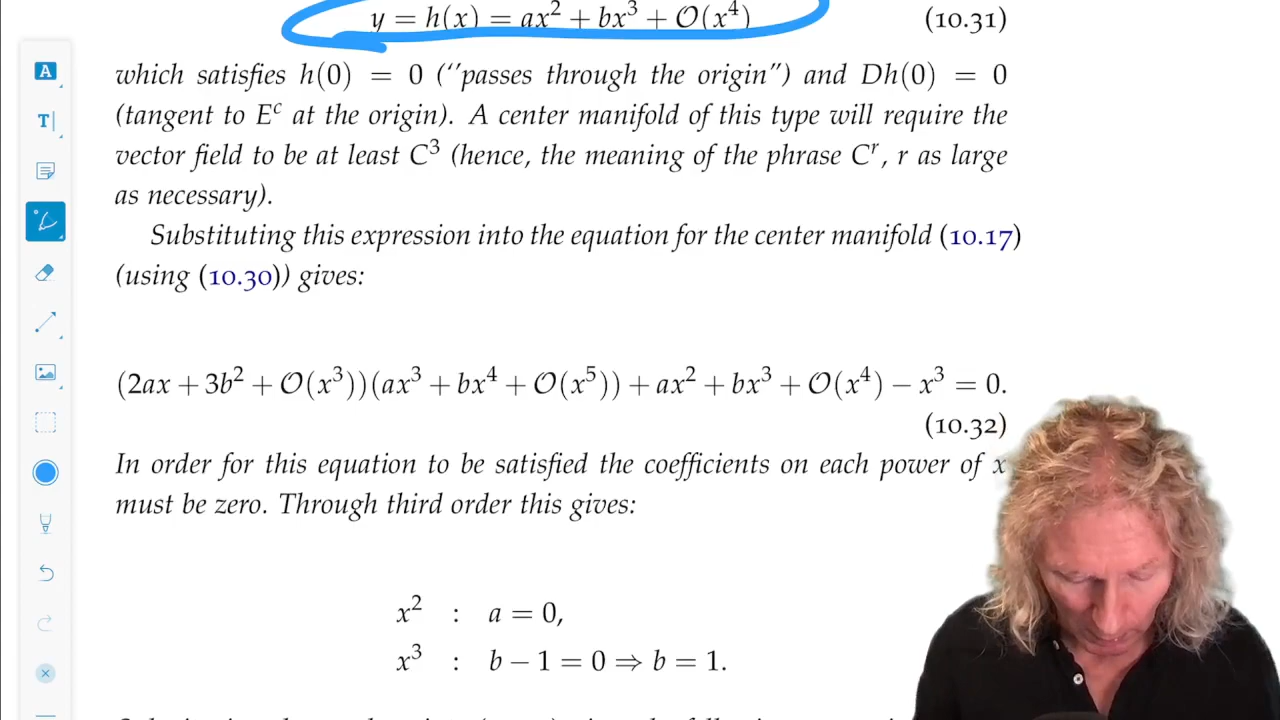 y = h(x) = ax² + bx³ + O(x⁴) (10.31)
which satisfies h(0) = 0 (‘‘passes through the origin”) and Dh(0) = 0
(tangent to Eᶜ at the origin). A center manifold of this type will require the
vector field to be at least C³ (hence, the meaning of the phrase Cʳ, r as large
as necessary).
Substituting this expression into the equation for the center manifold (10.17)
(using (10.30)) gives:
(2ax + 3b² + O(x³))(ax³ + bx⁴ + O(x⁵)) + ax² + bx³ + O(x⁴) − x³ = 0.
(10.32)
In order for this equation to be satisfied the coefficients on each power of x
must be zero. Through third order this gives:
x² : a = 0,
x³ : b − 1 = 0 ⇒ b = 1.
A
T